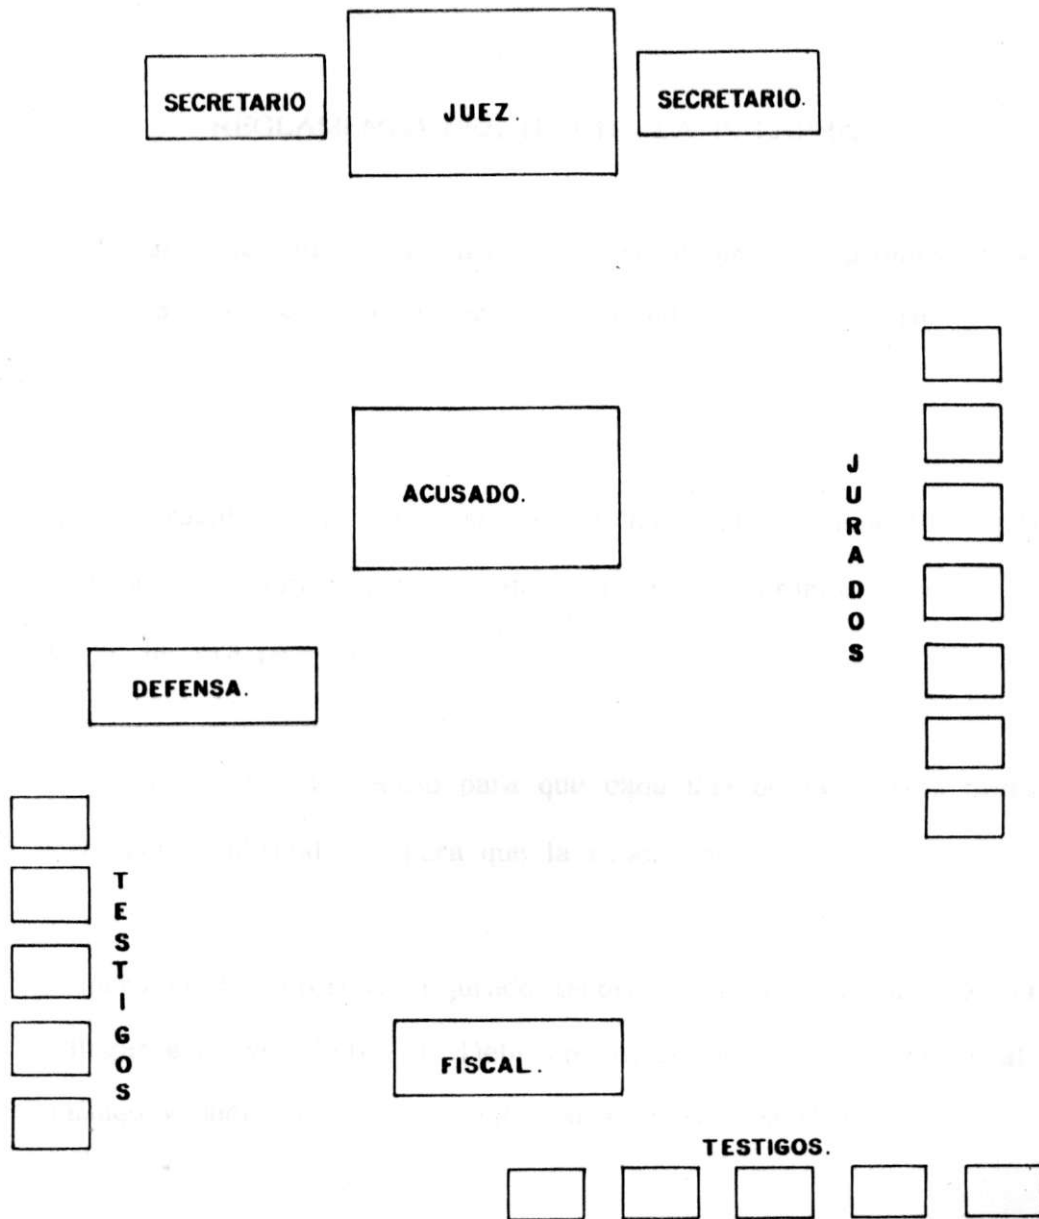 SECRETARIO
JUEZ.
SECRETARIO.
ACUSADO.
JURADOS
DEFENSA.
TESTIGOS
FISCAL.
TESTIGOS.